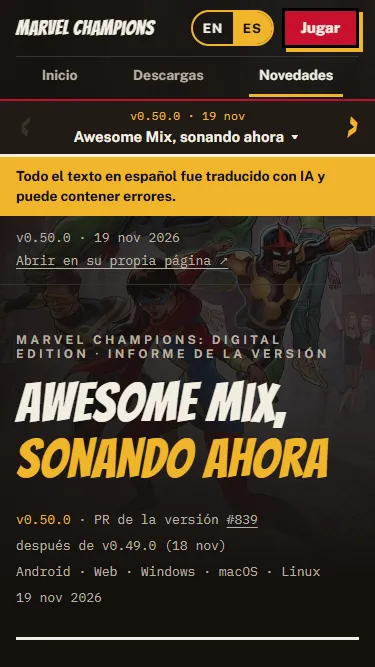 MARVEL CHAMPIONS
EN ES
Jugar
Inicio Descargas Novedades
v0.50.0 · 19 nov
Awesome Mix, sonando ahora
Todo el texto en español fue traducido con IA y
puede contener errores.
v0.50.0 · 19 nov 2026
Abrir en su propia página ↗
MARVEL CHAMPIONS: DIGITAL
EDITION · INFORME DE LA VERSIÓN
AWESOME MIX,
SONANDO AHORA
v0.50.0 · PR de la versión #839
después de v0.49.0 (18 nov)
Android · Web · Windows · macOS · Linux
19 nov 2026